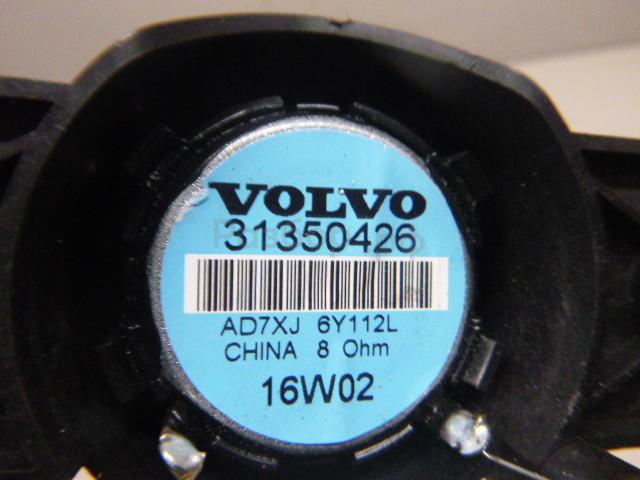 VOLVO
31350426
AD7XJ 6Y112L
CHINA 8 Ohm
16W02